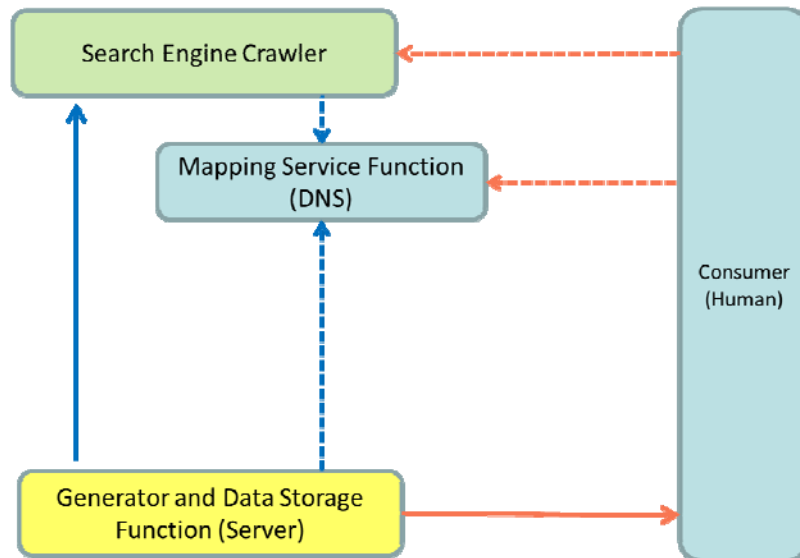 Search Engine Crawler
Mapping Service Function
(DNS)
Consumer
(Human)
Generator and Data Storage
Function (Server)